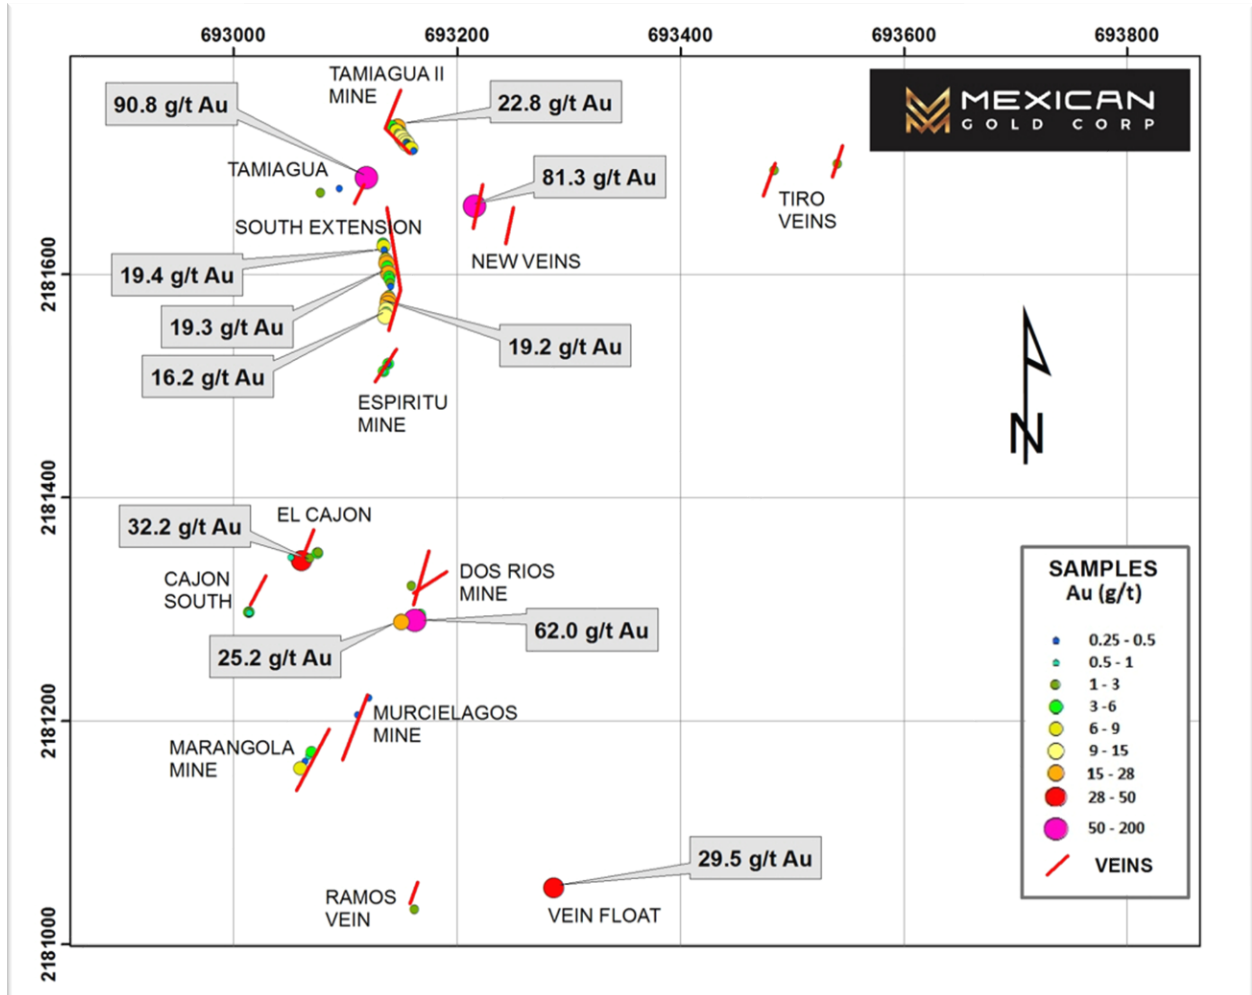 693000
693200
693400
693600
693800
TAMIAGUA II
MINE
90.8 g/t Au
22.8 g/t Au
MEXICAN
GOLD CORP
TAMIAGUA
81.3 g/t Au
TIRO
VEINS
SOUTH EXTENSION
NEW VEINS
2181600
19.4 g/t Au
19.3 g/t Au
19.2 g/t Au
16.2 g/t Au
ESPIRITU
MINE
N
2181400
EL CAJON
32.2 g/t Au
CAJON
SOUTH
DOS RIOS
MINE
62.0 g/t Au
25.2 g/t Au
2181200
MURCIELAGOS
MINE
MARANGOLA
MINE
29.5 g/t Au
RAMOS
VEIN
VEIN FLOAT
2181000
SAMPLES
Au (g/t)
0.25 - 0.5
0.5 - 1
1 - 3
3 - 6
6 - 9
9 - 15
15 - 28
28 - 50
50 - 200
VEINS